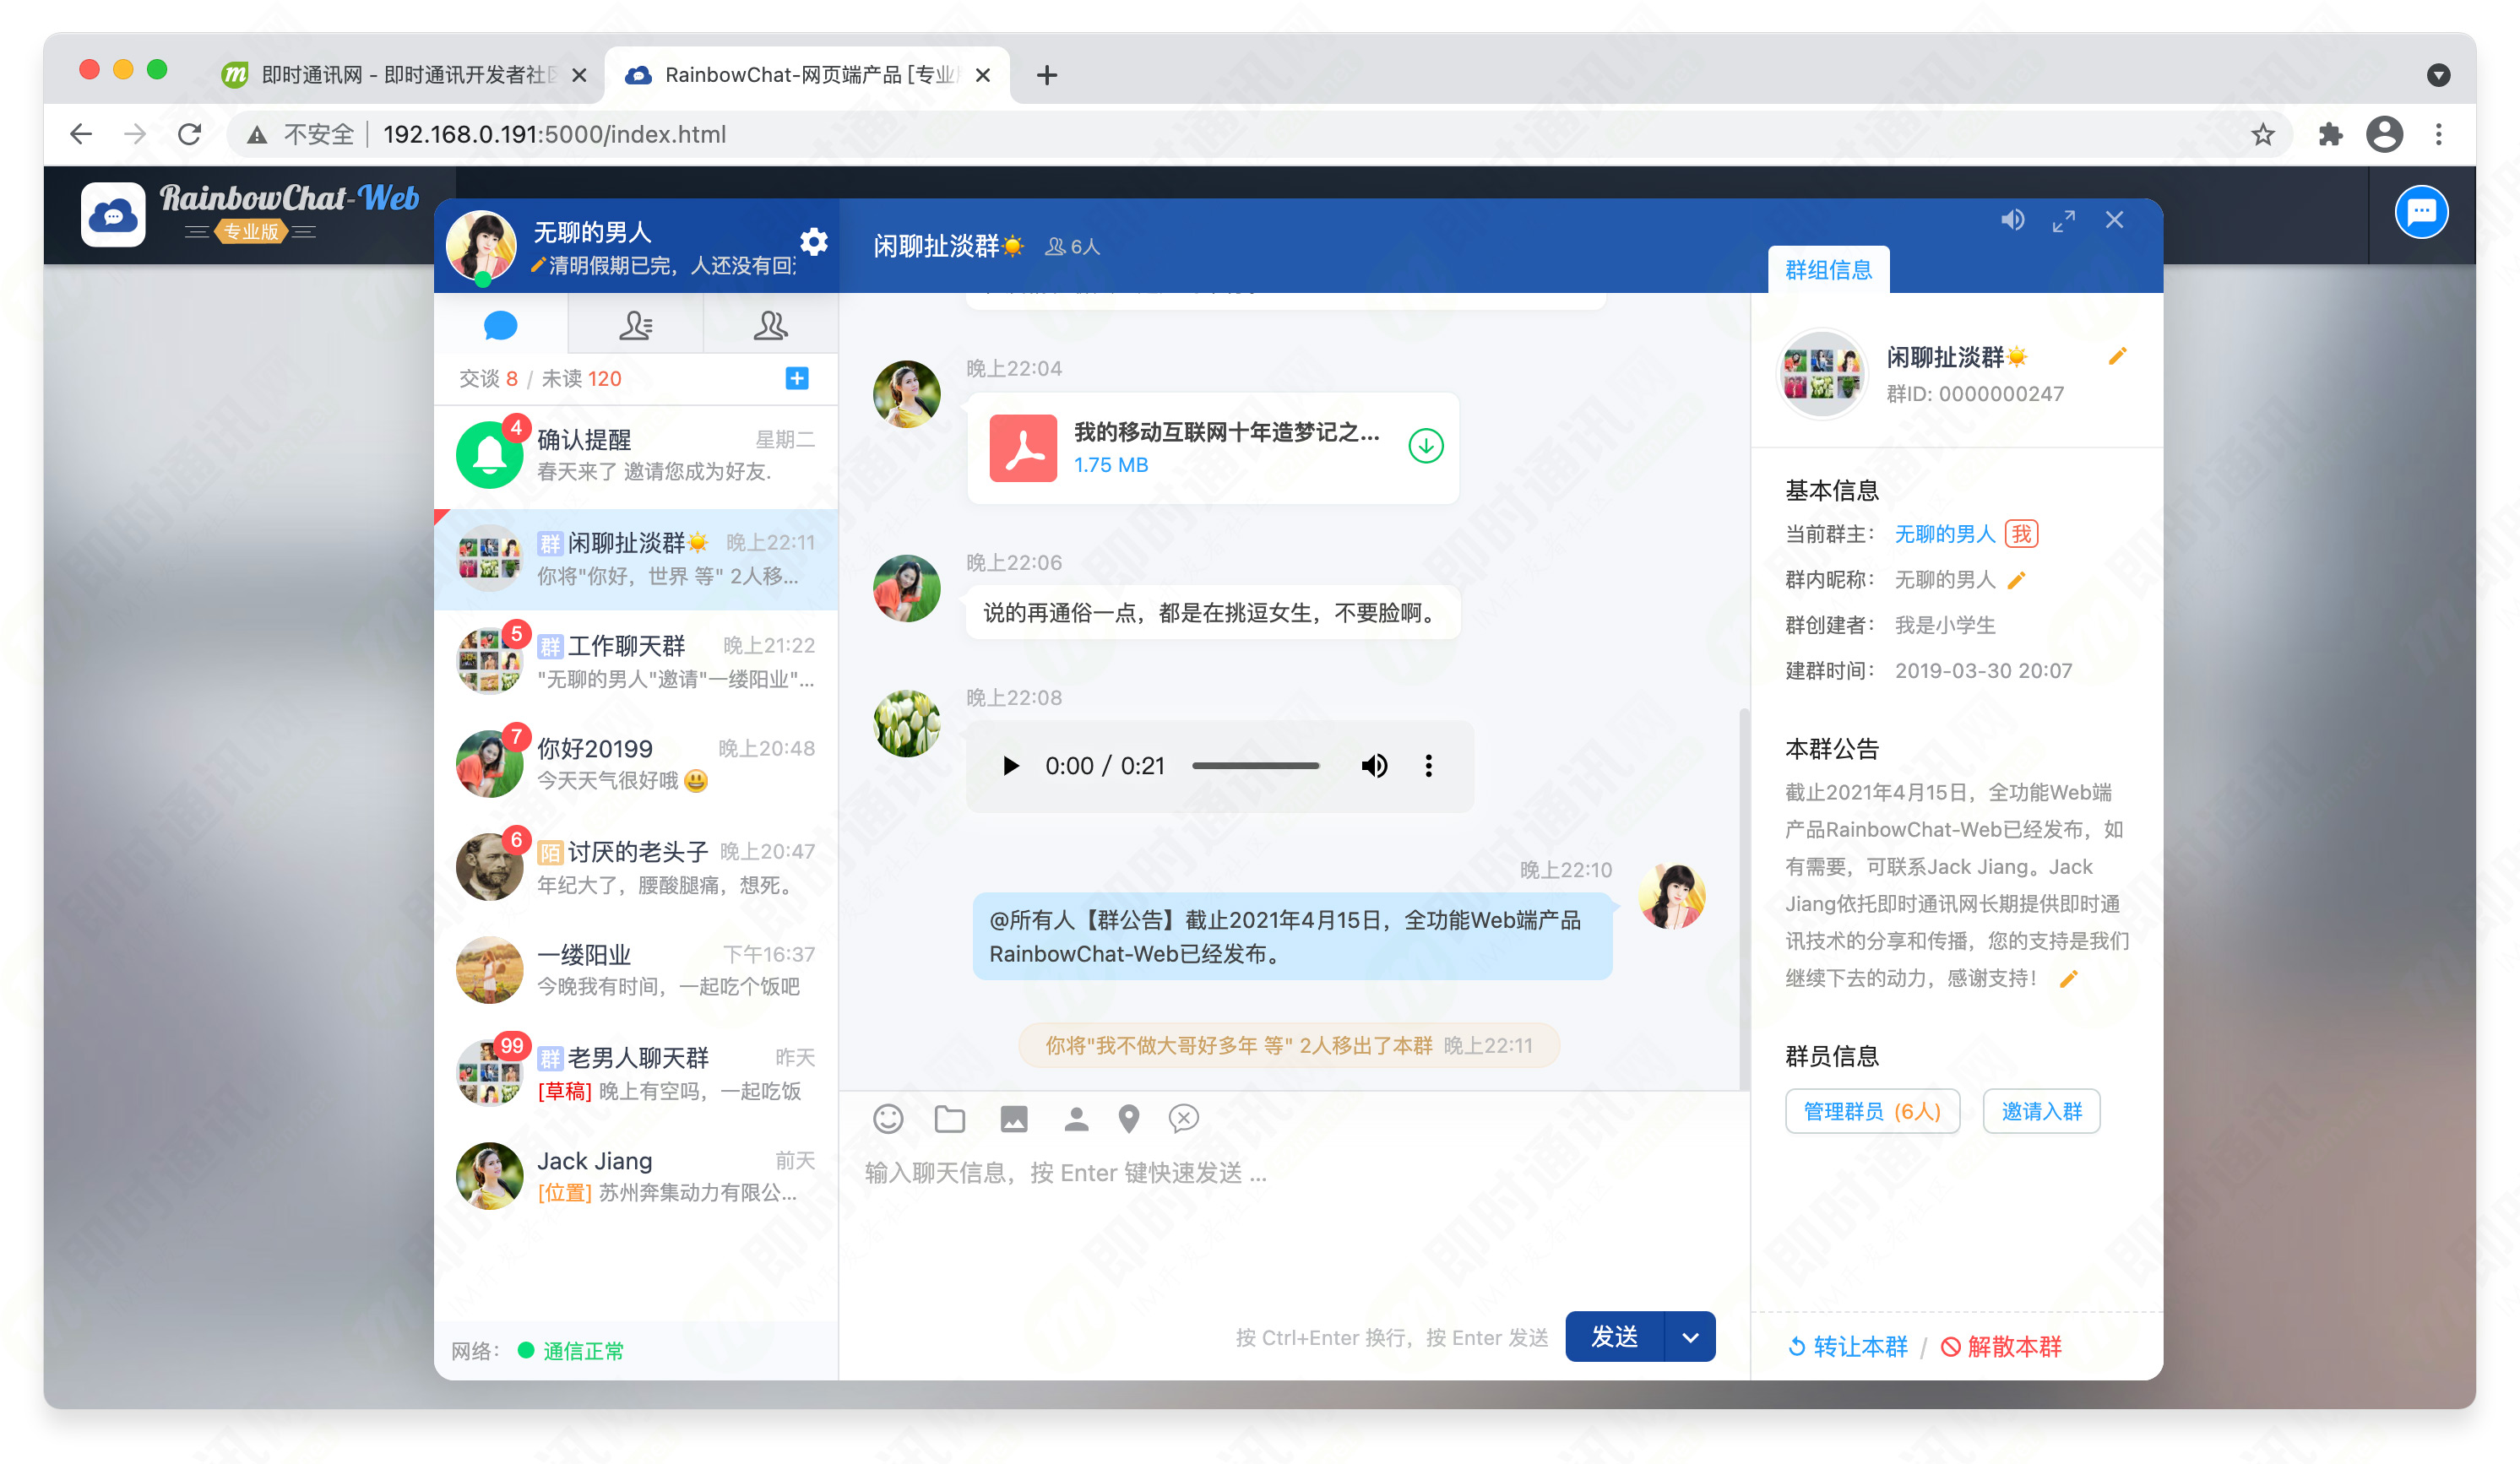 即时通讯网 - 即时通讯开发者社区
RainbowChat-网页端产品 [专业
不安全
192.168.0.191:5000/index.html
RainbowChat-Web
专业版
无聊的男人
清明假期已完，人还没有回
闲聊扯淡群
6人
群组信息
交谈 8 / 未读 120
4
确认提醒
星期二
春天来了 邀请您成为好友.
群 闲聊扯淡群
晚上22:11
你将"你好，世界 等" 2人移...
5
群 工作聊天群
晚上21:22
"无聊的男人"邀请"一缕阳业"...
7
你好20199
晚上20:48
今天天气很好哦
6
陌 讨厌的老头子
晚上20:47
年纪大了，腰酸腿痛，想死。
一缕阳业
下午16:37
今晚我有时间，一起吃个饭吧
99
群 老男人聊天群
昨天
[草稿] 晚上有空吗，一起吃饭
Jack Jiang
前天
[位置] 苏州奔集动力有限公...
网络：
通信正常
晚上22:04
我的移动互联网十年造梦记之...
1.75 MB
晚上22:06
说的再通俗一点，都是在挑逗女生，不要脸啊。
晚上22:08
0:00 / 0:21
晚上22:10
@所有人【群公告】截止2021年4月15日，全功能Web端产品
RainbowChat-Web已经发布。
你将"我不做大哥好多年 等" 2人移出了本群 晚上22:11
输入聊天信息，按 Enter 键快速发送 ...
按 Ctrl+Enter 换行，按 Enter 发送
发送
闲聊扯淡群
群ID: 0000000247
基本信息
当前群主： 无聊的男人 我
群内昵称： 无聊的男人
群创建者： 我是小学生
建群时间： 2019-03-30 20:07
本群公告
截止2021年4月15日，全功能Web端
产品RainbowChat-Web已经发布，如
有需要，可联系Jack Jiang。Jack
Jiang依托即时通讯网长期提供即时通
讯技术的分享和传播，您的支持是我们
继续下去的动力，感谢支持！
群员信息
管理群员 (6人)
邀请入群
转让本群 / 解散本群
即时通讯网